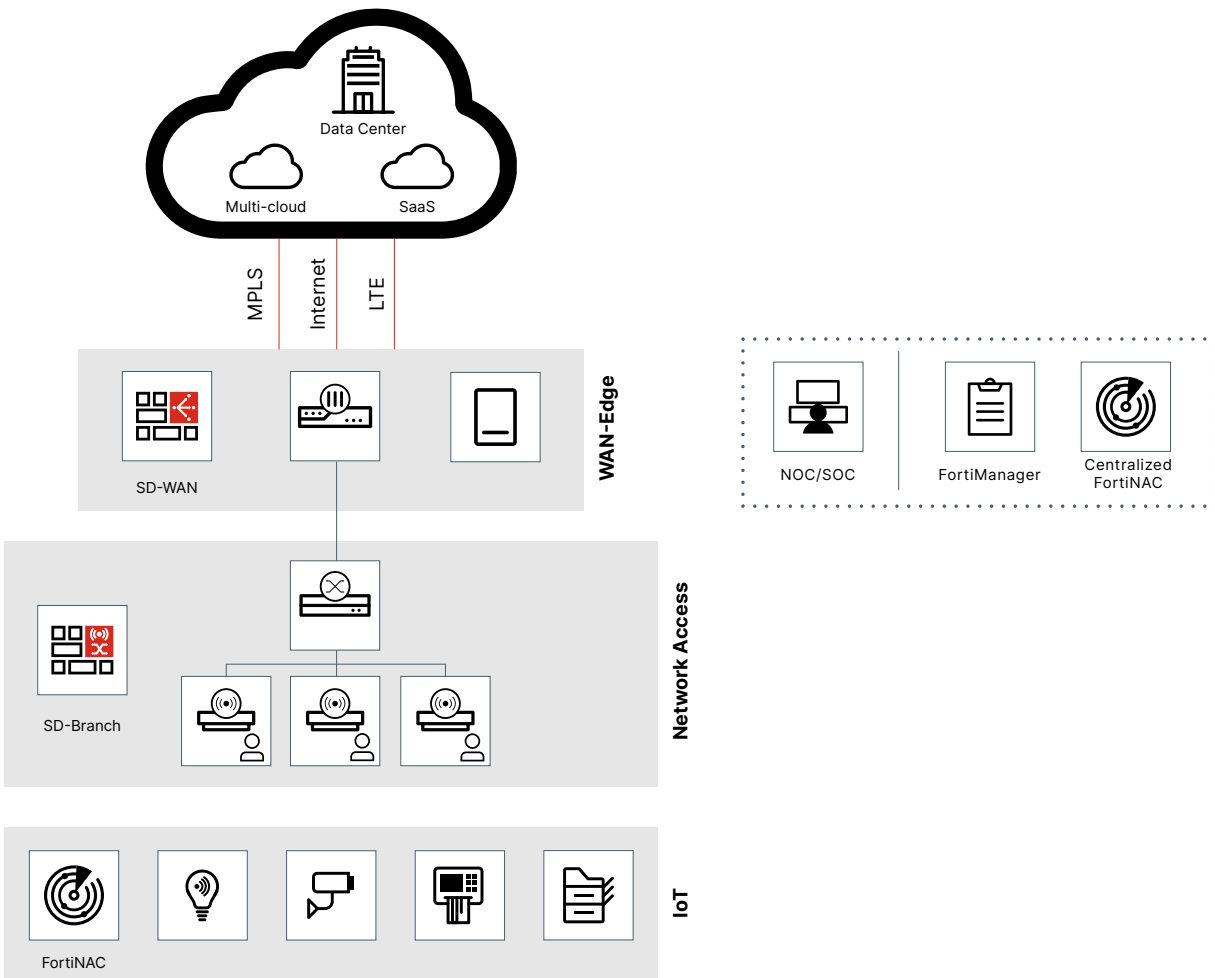 Data Center
Multi-cloud
SaaS
MPLS
Internet
LTE
SD-WAN
WAN-Edge
NOC/SOC
FortiManager
Centralized
FortiNAC
SD-Branch
Network Access
FortiNAC
IoT